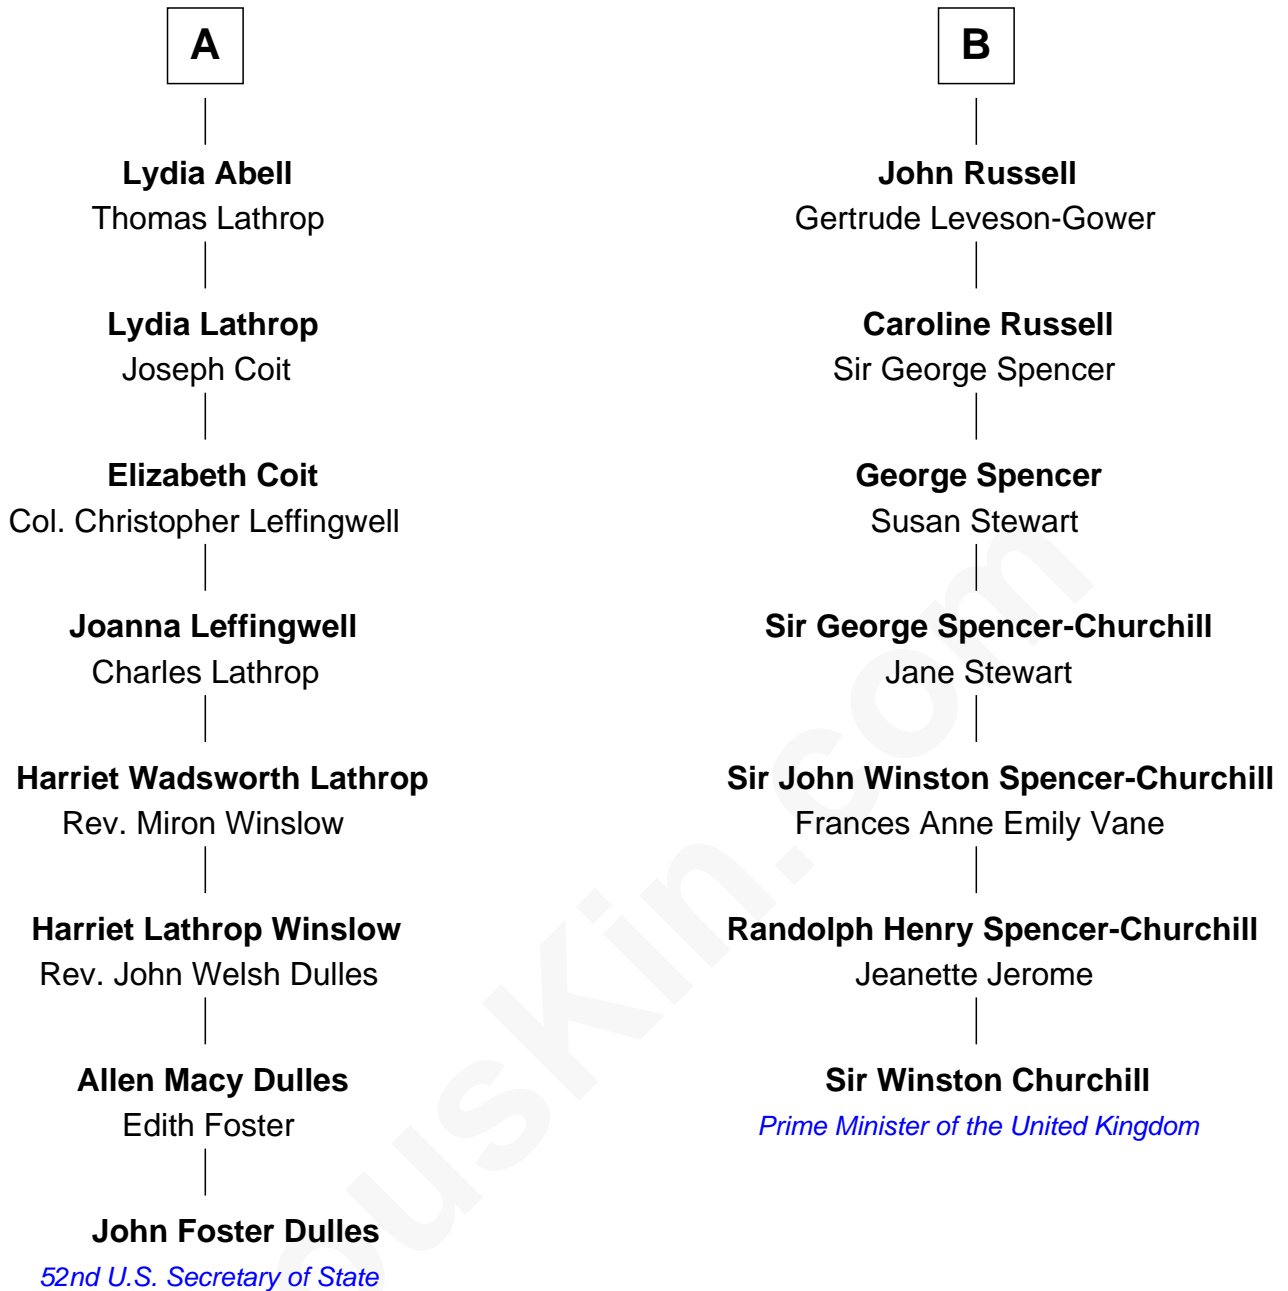 A
Lydia Abell
Thomas Lathrop
Lydia Lathrop
Joseph Coit
Elizabeth Coit
Col. Christopher Leffingwell
Joanna Leffingwell
Charles Lathrop
Harriet Wadsworth Lathrop
Rev. Miron Winslow
Harriet Lathrop Winslow
Rev. John Welsh Dulles
Allen Macy Dulles
Edith Foster
John Foster Dulles
52nd U.S. Secretary of State
B
John Russell
Gertrude Leveson-Gower
Caroline Russell
Sir George Spencer
George Spencer
Susan Stewart
Sir George Spencer-Churchill
Jane Stewart
Sir John Winston Spencer-Churchill
Frances Anne Emily Vane
Randolph Henry Spencer-Churchill
Jeanette Jerome
Sir Winston Churchill
Prime Minister of the United Kingdom
ousKin.com